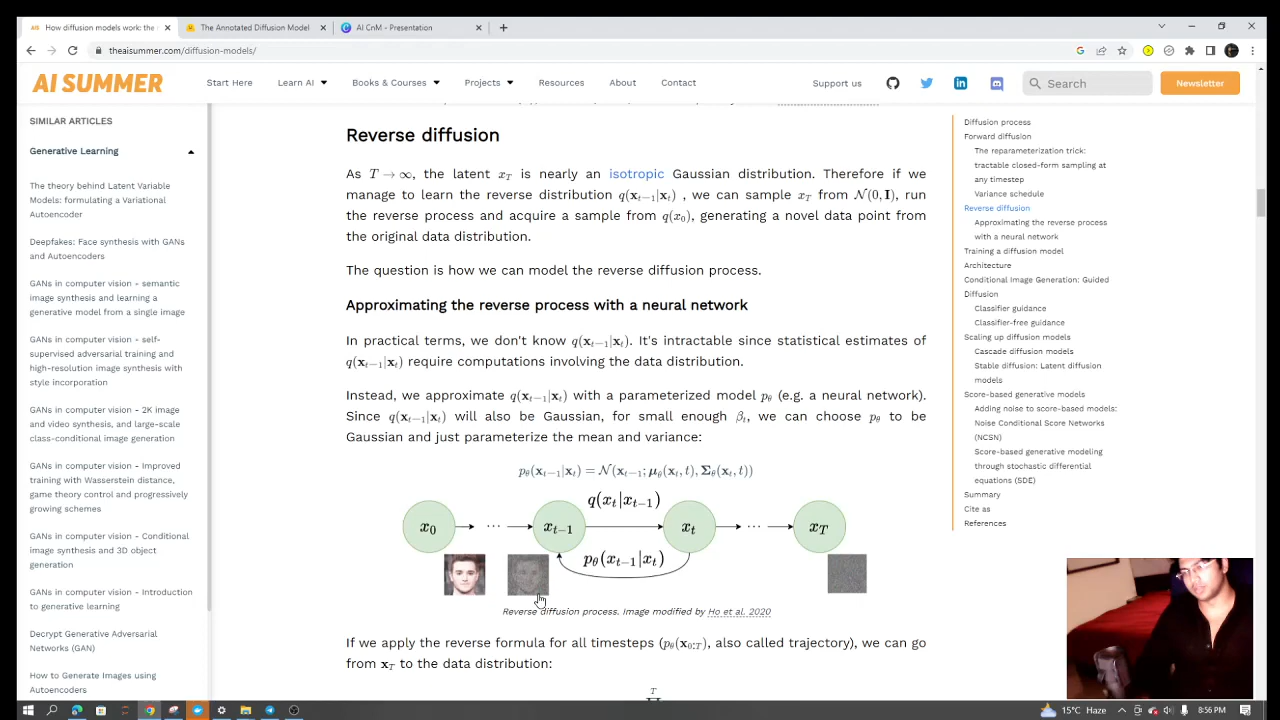 How diffusion models work: the
The Annotated Diffusion Model
AI CnM - Presentation
theaisummer.com/diffusion-models/
AI SUMMER
Start Here
Learn AI
Books & Courses
Projects
Resources
About
Contact
Support us
Search
Newsletter
SIMILAR ARTICLES
Generative Learning
The theory behind Latent Variable
Models: formulating a Variational
Autoencoder
Deepfakes: Face synthesis with GANs
and Autoencoders
GANs in computer vision - semantic
image synthesis and learning a
generative model from a single image
GANs in computer vision - self-
supervised adversarial training and
high-resolution image synthesis with
style incorporation
GANs in computer vision - 2K image
and video synthesis, and large-scale
class-conditional image generation
GANs in computer vision - Improved
training with Wasserstein distance,
game theory control and progressively
growing schemes
GANs in computer vision - Conditional
image synthesis and 3D object
generation
GANs in computer vision - Introduction
to generative learning
Decrypt Generative Adversarial
Networks (GAN)
How to Generate Images using
Autoencoders
Reverse diffusion
As T → ∞, the latent x_T is nearly an isotropic Gaussian distribution. Therefore if we
manage to learn the reverse distribution q(x_{t−1}|x_t) , we can sample x_T from N(0, I), run
the reverse process and acquire a sample from q(x_0), generating a novel data point from
the original data distribution.
The question is how we can model the reverse diffusion process.
Approximating the reverse process with a neural network
In practical terms, we don't know q(x_{t−1}|x_t). It's intractable since statistical estimates of
q(x_{t−1}|x_t) require computations involving the data distribution.
Instead, we approximate q(x_{t−1}|x_t) with a parameterized model p_θ (e.g. a neural network).
Since q(x_{t−1}|x_t) will also be Gaussian, for small enough β_t, we can choose p_θ to be
Gaussian and just parameterize the mean and variance:
p_θ(x_{t−1}|x_t) = N(x_{t−1}; μ_θ(x_t, t), Σ_θ(x_t, t))
q(x_t|x_{t−1})
x_0 ... x_{t−1} x_t ... x_T
p_θ(x_{t−1}|x_t)
Reverse diffusion process. Image modified by Ho et al. 2020
If we apply the reverse formula for all timesteps (p_θ(x_{0:T}), also called trajectory), we can go
from x_T to the data distribution:
T
Diffusion process
Forward diffusion
The reparameterization trick:
tractable closed-form sampling at
any timestep
Variance schedule
Reverse diffusion
Approximating the reverse process
with a neural network
Training a diffusion model
Architecture
Conditional Image Generation: Guided
Diffusion
Classifier guidance
Classifier-free guidance
Scaling up diffusion models
Cascade diffusion models
Stable diffusion: Latent diffusion
models
Score-based generative models
Adding noise to score-based models:
Noise Conditional Score Networks
(NCSN)
Score-based generative modeling
through stochastic differential
equations (SDE)
Summary
Cite as
References
15°C Haze
8:56 PM